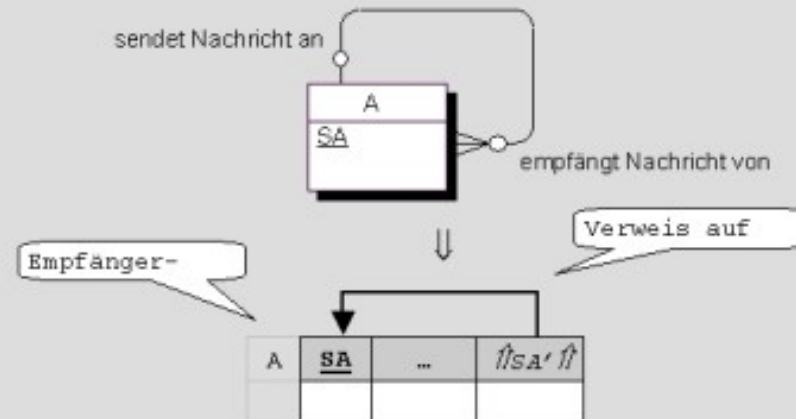 sendet Nachricht an
A
SA
empfängt Nachricht von
⇓
Verweis auf
Empfänger-
A SA ... ⇑SA' ⇑